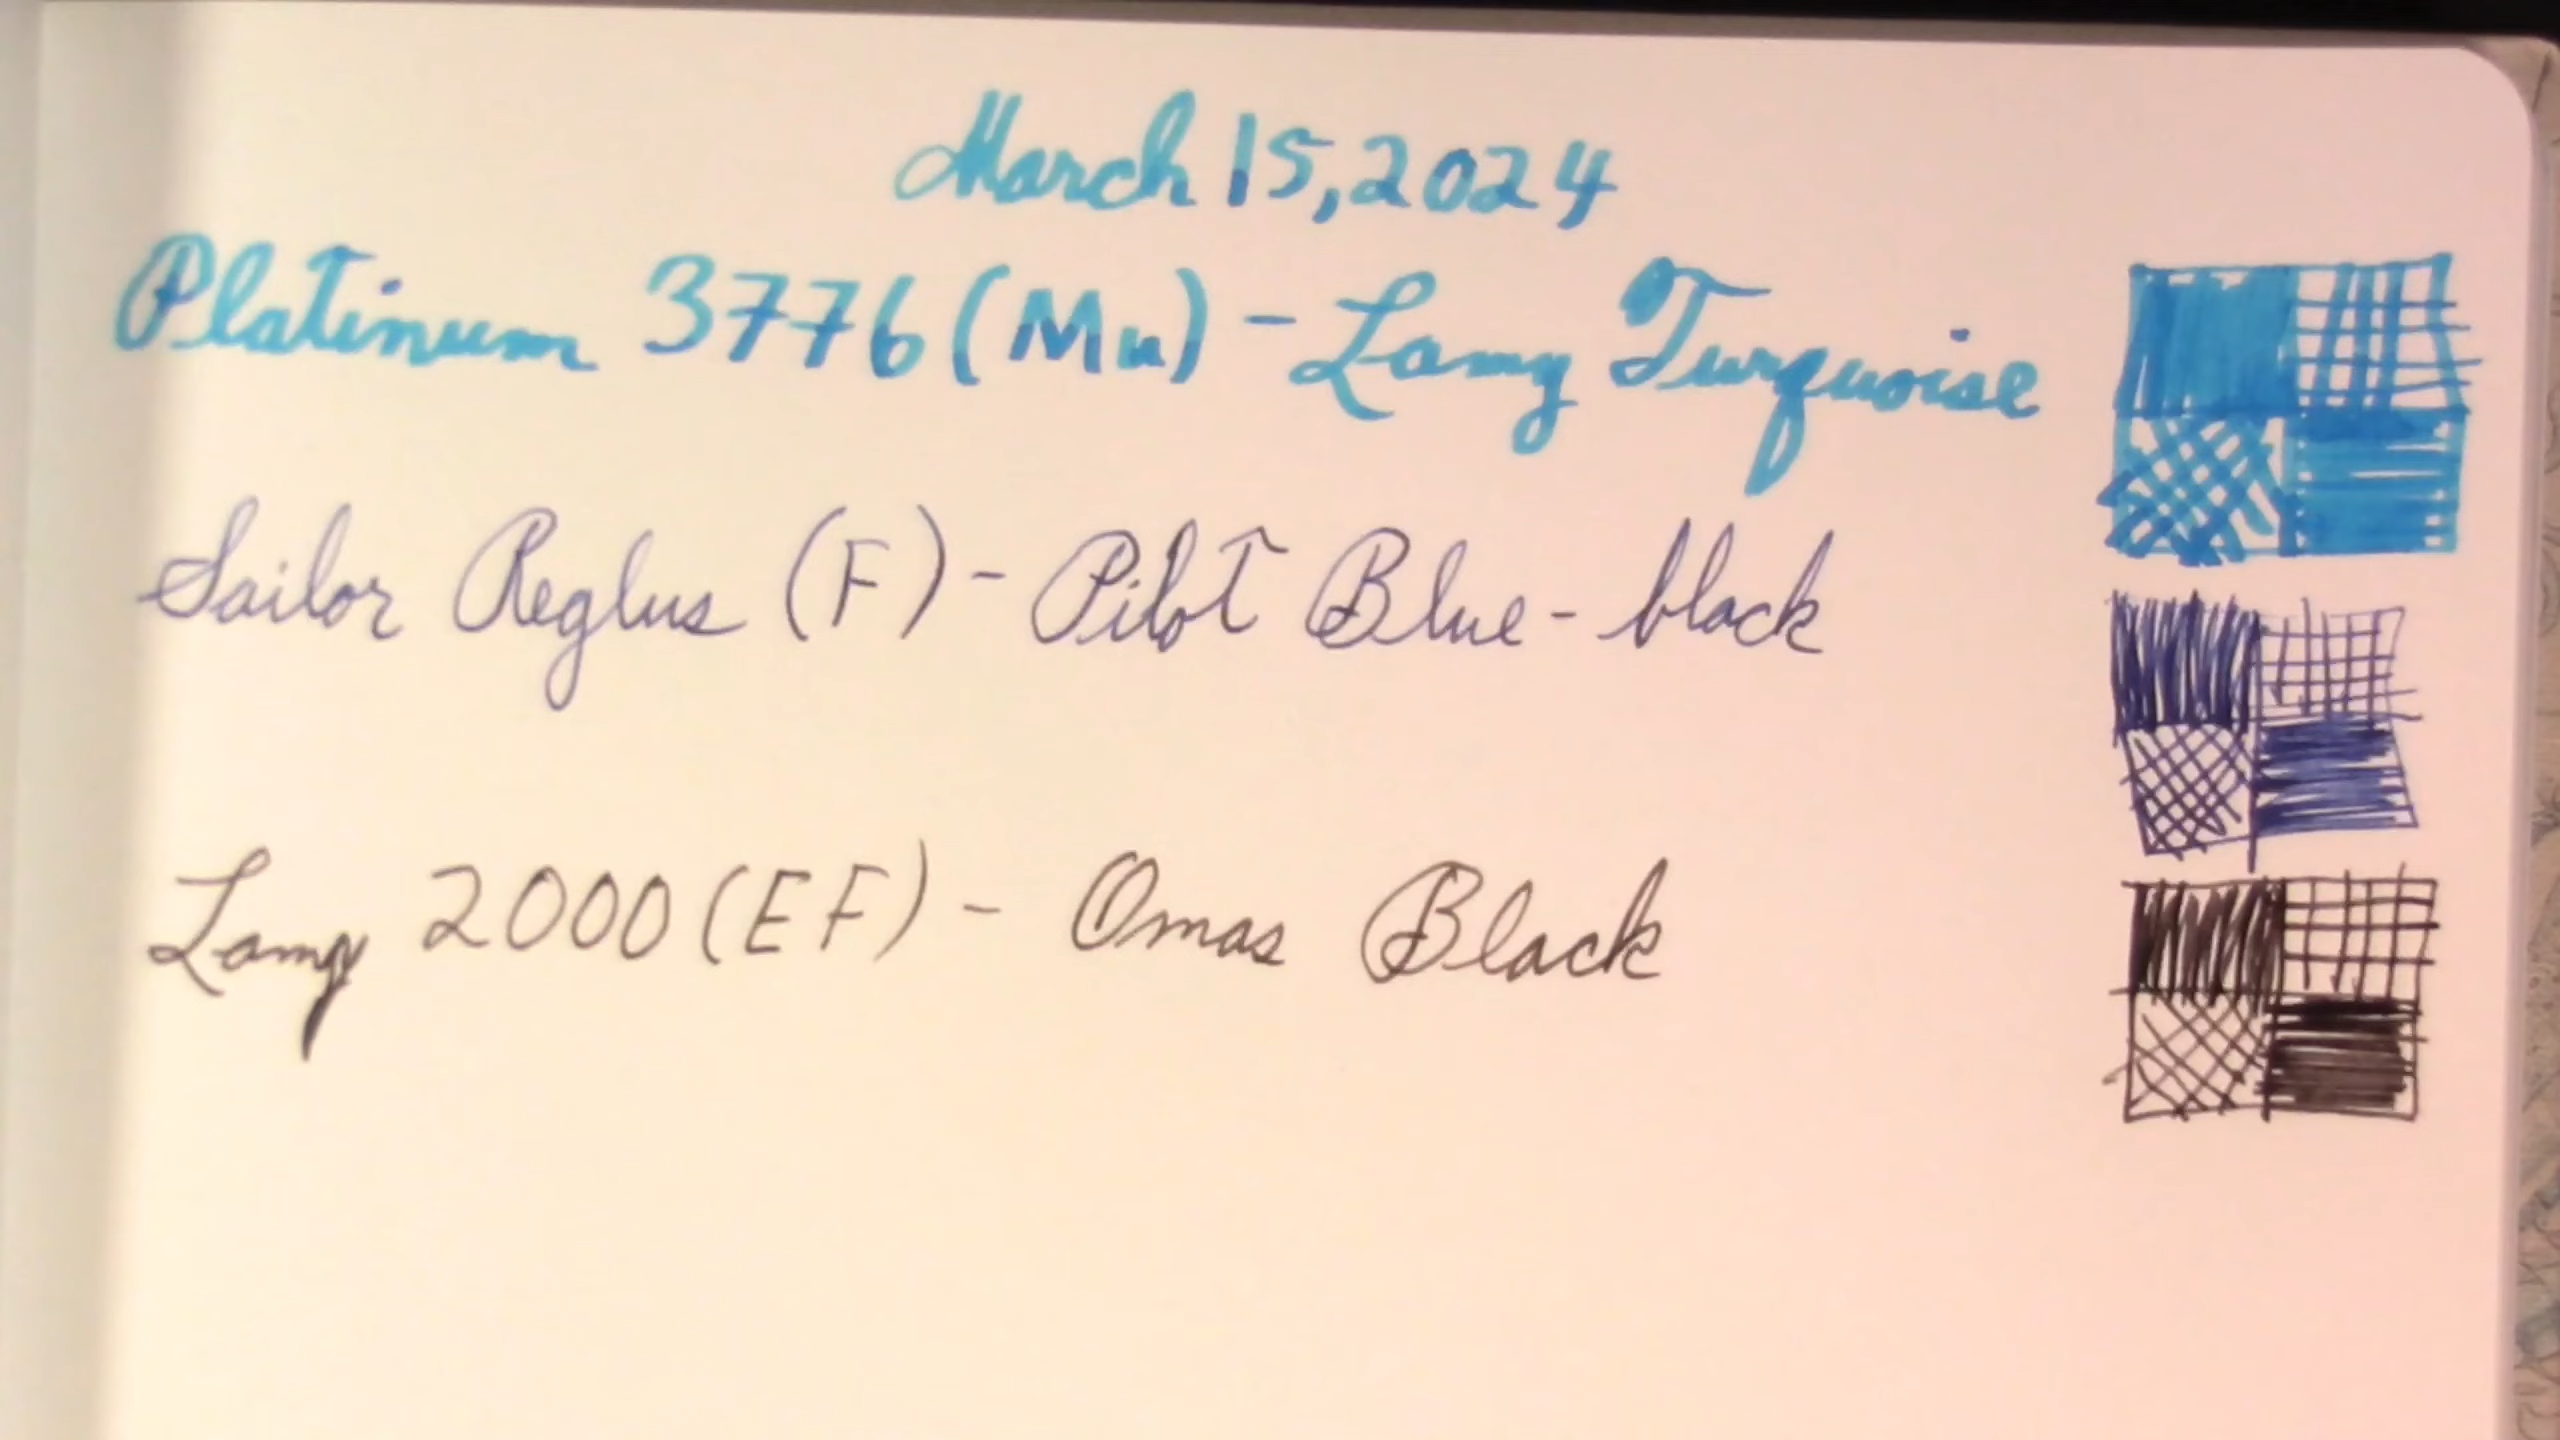 March 15, 2024
Platinum 3776 (Mu) - Lamy Turquoise
Sailor Reglus (F) - Pilot Blue-black
Lamy 2000 (EF) - Omas Black